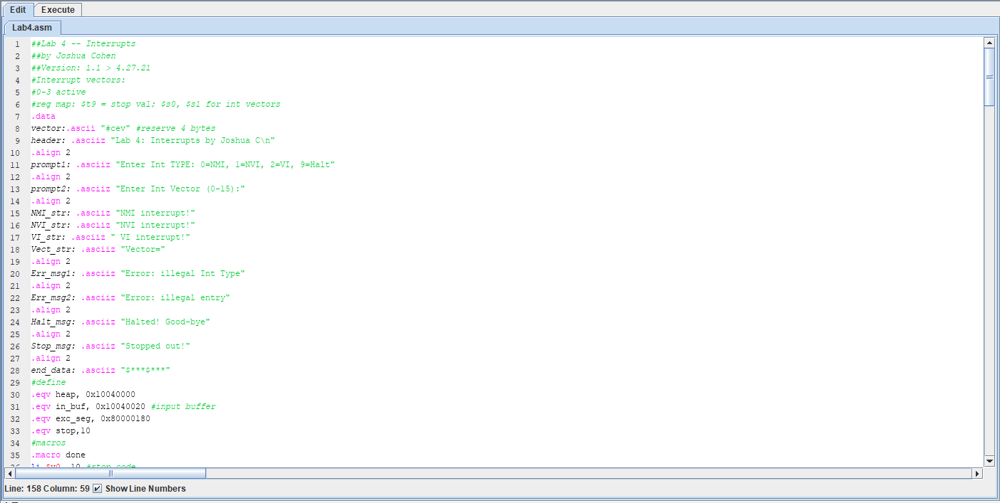 Edit Execute
Lab4.asm
1 ##Lab 4 -- Interrupts
2 ##by Joshua Cohen
3 ##Version: 1.1 > 4.27.21
4 #Interrupt vectors:
5 #0-3 active
6 #reg map: $t9 = stop val; $s0, $s1 for int vectors
7 .data
8 vector:.ascii "#cev" #reserve 4 bytes
9 header: .asciiz "Lab 4: Interrupts by Joshua C\n"
10 .align 2
11 prompt1: .asciiz "Enter Int TYPE: 0=NMI, 1=NVI, 2=VI, 9=Halt"
12 .align 2
13 prompt2: .asciiz "Enter Int Vector (0-15):"
14 .align 2
15 NMI_str: .asciiz "NMI interrupt!"
16 NVI_str: .asciiz "NVI interrupt!"
17 VI_str: .asciiz " VI interrupt!"
18 Vect_str: .asciiz "Vector="
19 .align 2
20 Err_msg1: .asciiz "Error: illegal Int Type"
21 .align 2
22 Err_msg2: .asciiz "Error: illegal entry"
23 .align 2
24 Halt_msg: .asciiz "Halted! Good-bye"
25 .align 2
26 Stop_msg: .asciiz "Stopped out!"
27 .align 2
28 end_data: .asciiz "$***$***"
29 #define
30 .eqv heap, 0x10040000
31 .eqv in_buf, 0x10040020 #input buffer
32 .eqv exc_seg, 0x80000180
33 .eqv stop,10
34 #macros
35 .macro done
36 li $v0, 10 #stop code
Line: 158 Column: 59 Show Line Numbers